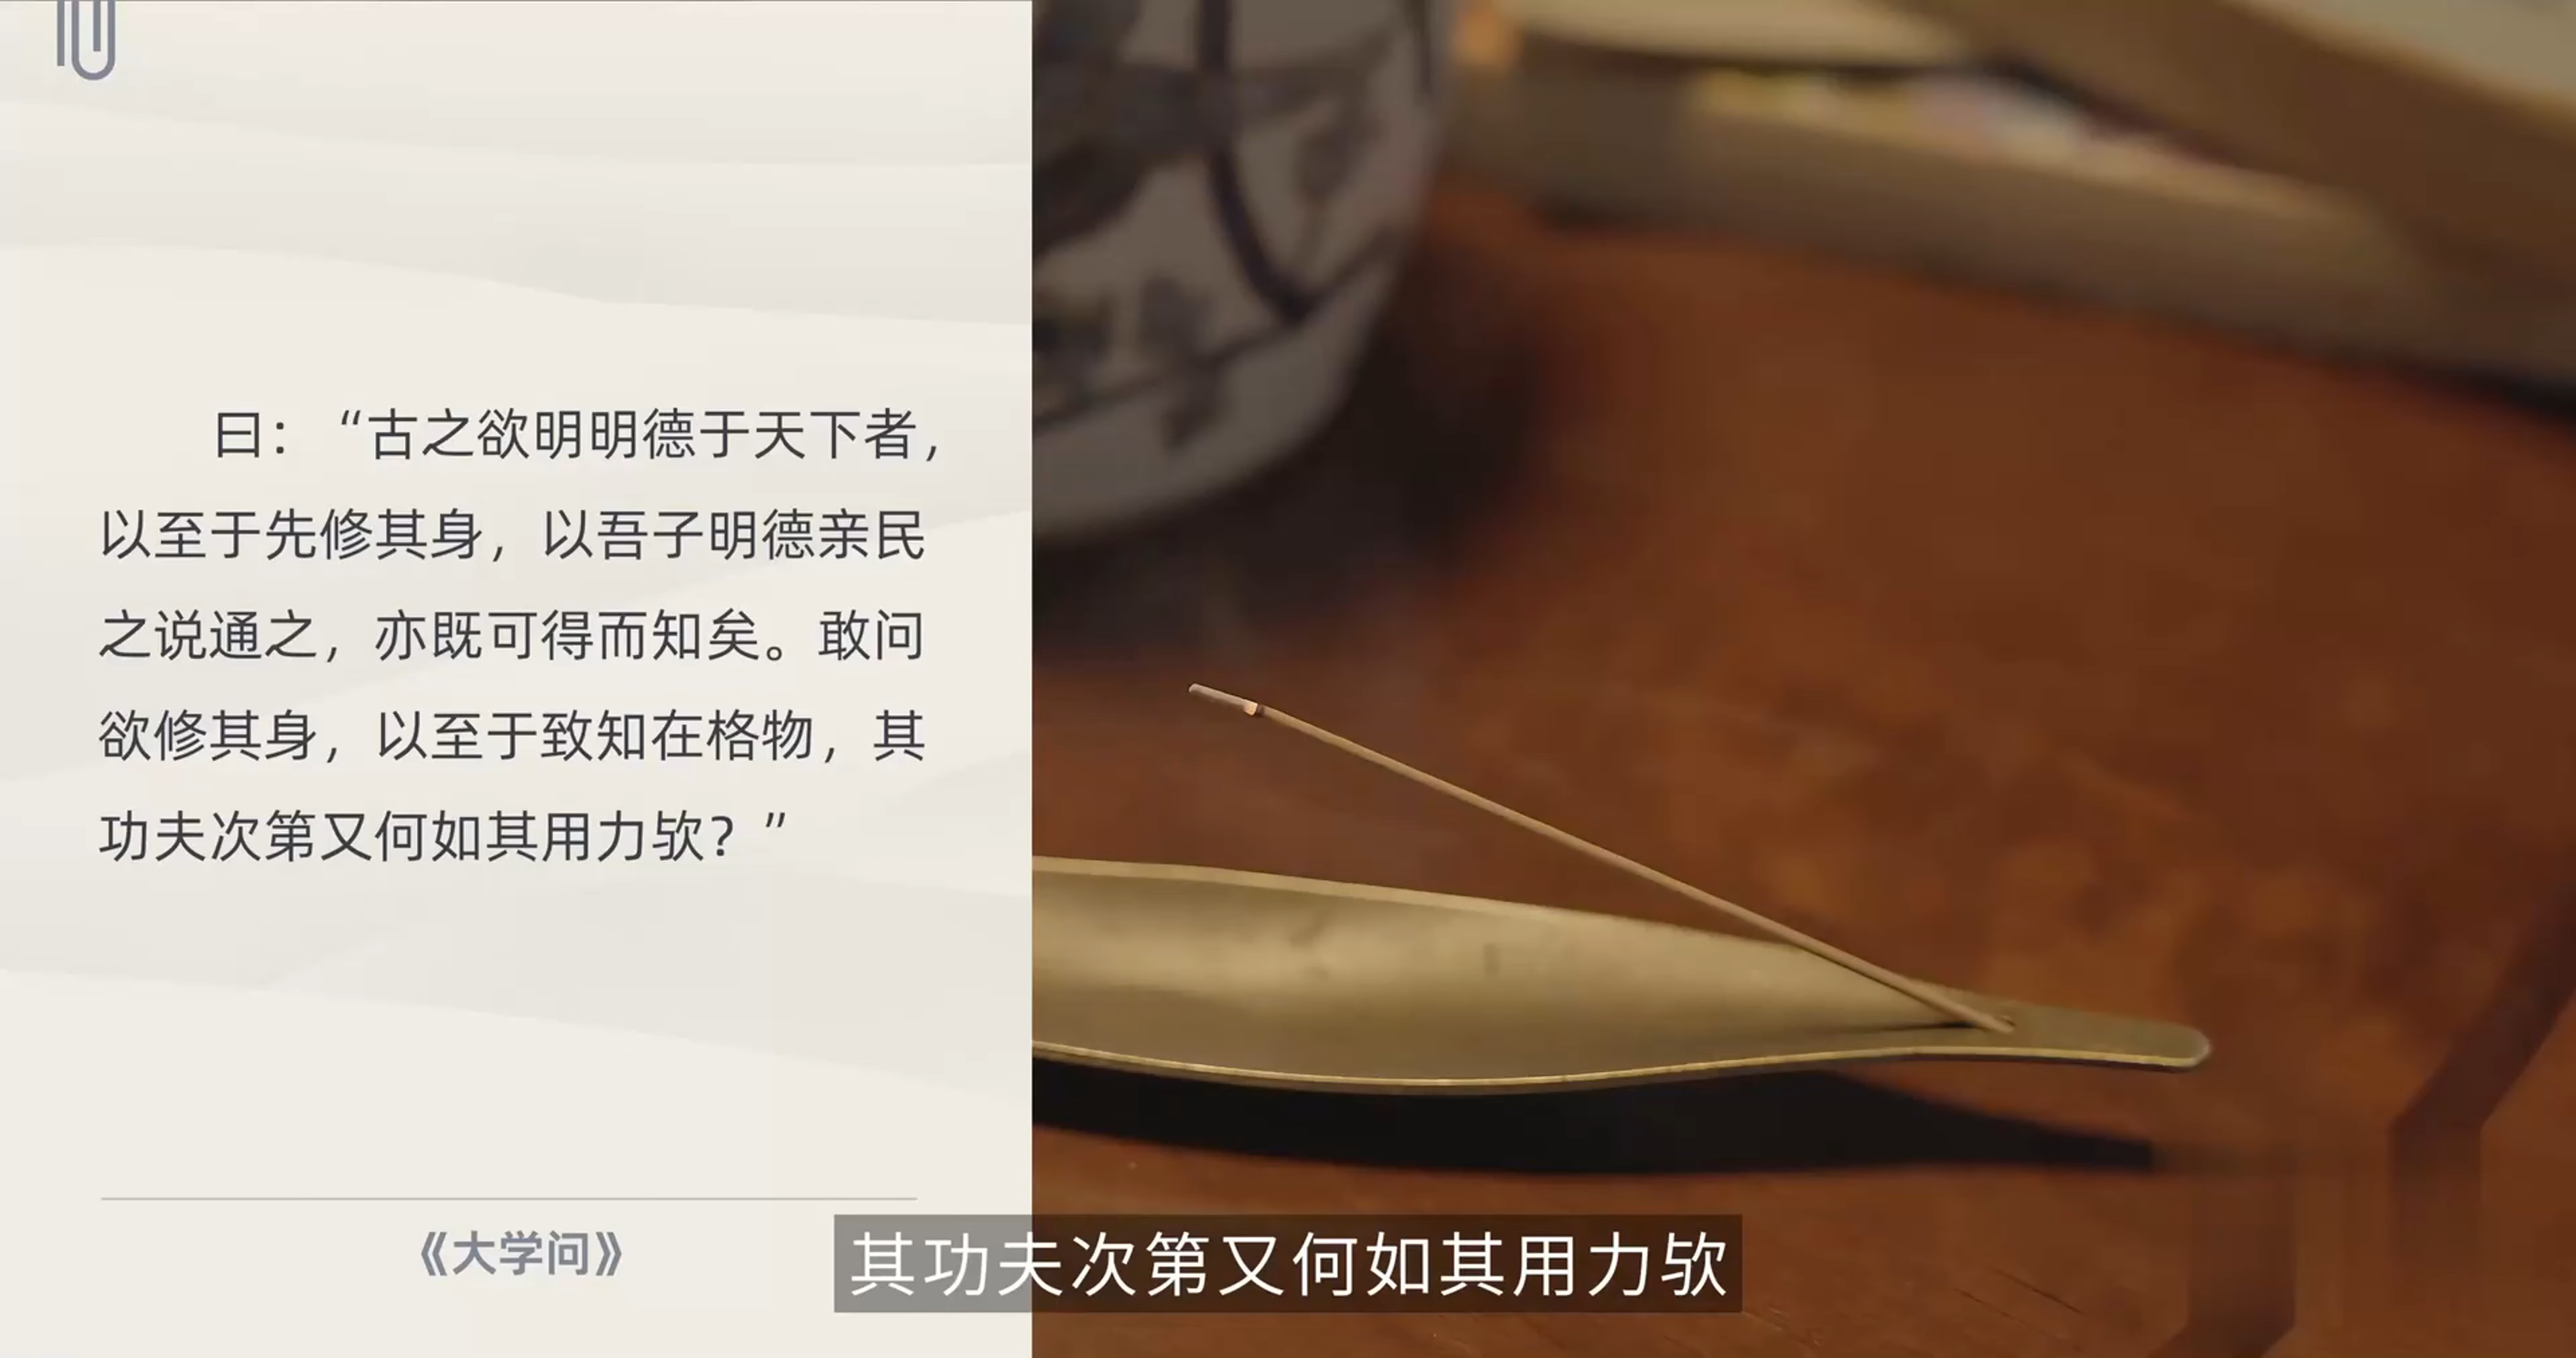 曰：“古之欲明明德于天下者，
以至于先修其身，以吾子明德亲民
之说通之，亦既可得而知矣。敢问
欲修其身，以至于致知在格物，其
功夫次第又何如其用力欤？”
《大学问》
其功夫次第又何如其用力欤